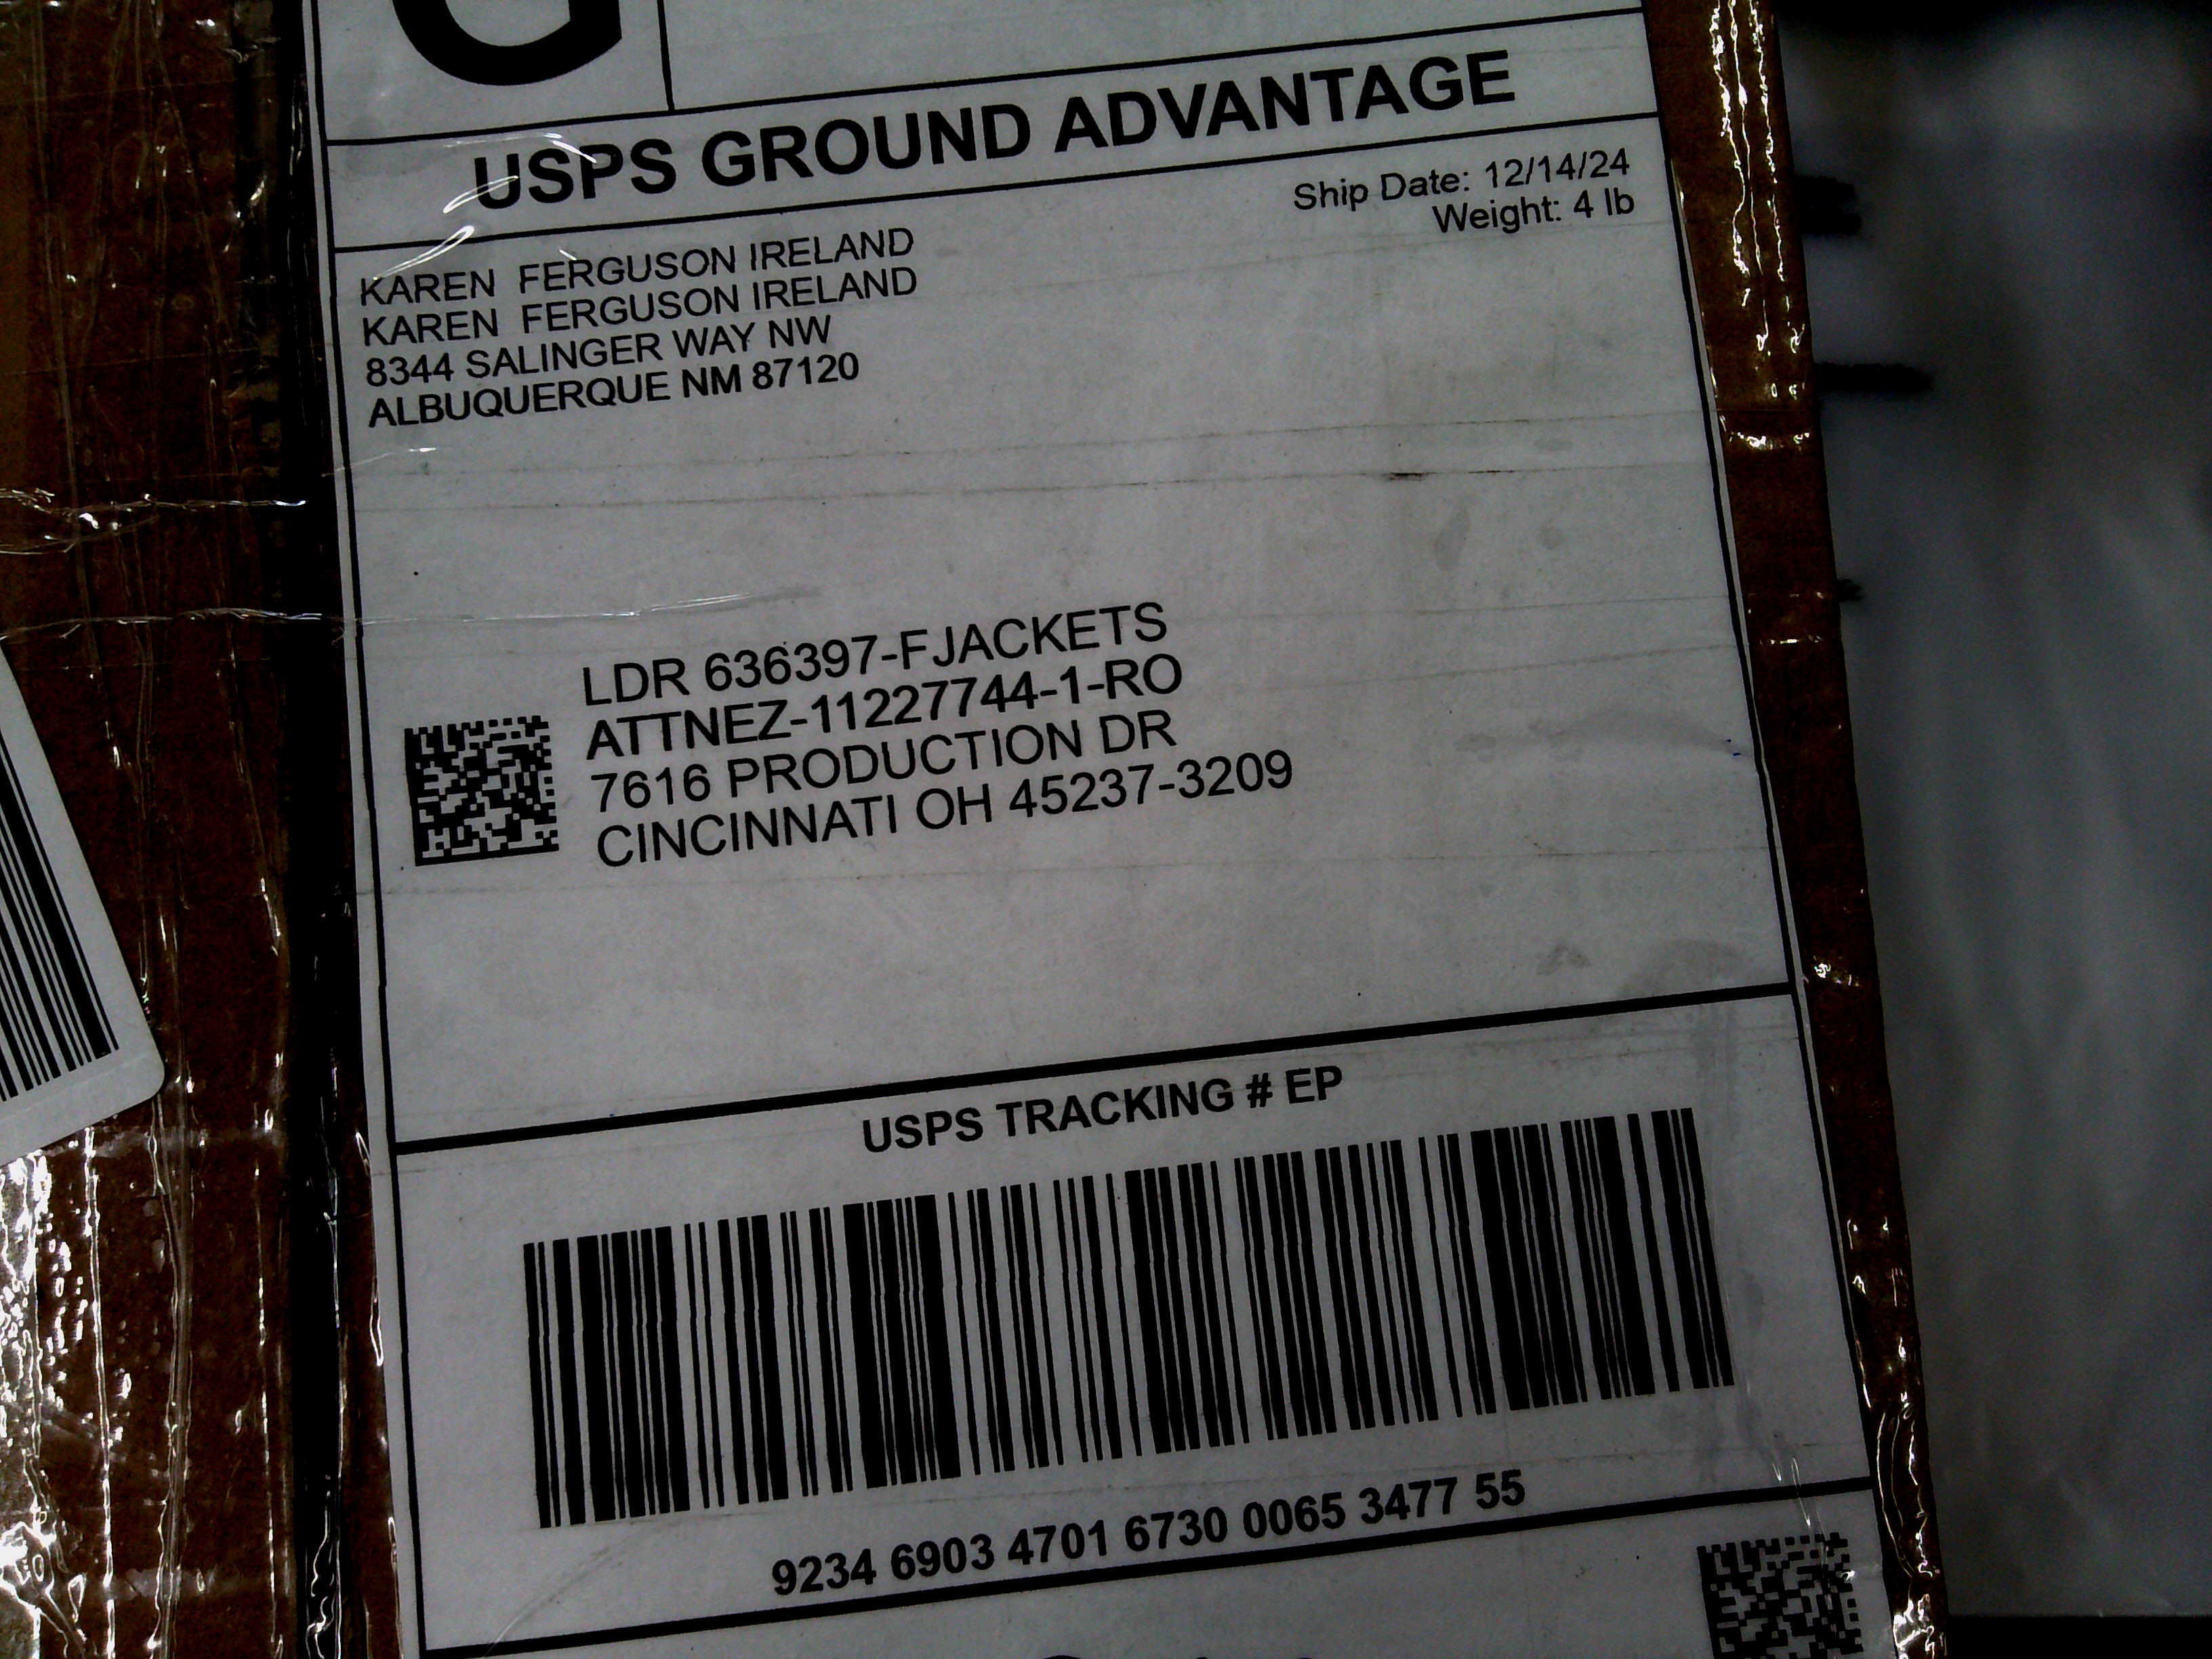 G
USPS GROUND ADVANTAGE
Ship Date: 12/14/24
Weight: 4 lb
KAREN FERGUSON IRELAND
KAREN FERGUSON IRELAND
8344 SALINGER WAY NW
ALBUQUERQUE NM 87120
LDR 636397-FJACKETS
ATTNEZ-11227744-1-RO
7616 PRODUCTION DR
CINCINNATI OH 45237-3209
USPS TRACKING # EP
9234 6903 4701 6730 0065 3477 55